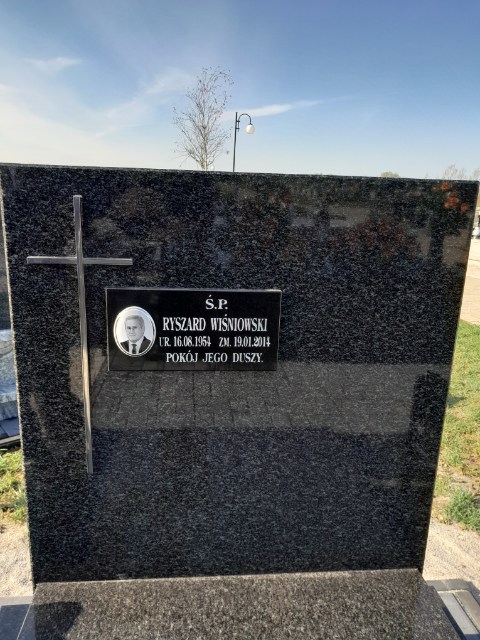 Ś.P.
RYSZARD WIŚNIOWSKI
UR. 16.08.1954 ZM. 19.01.2014
POKÓJ JEGO DUSZY.